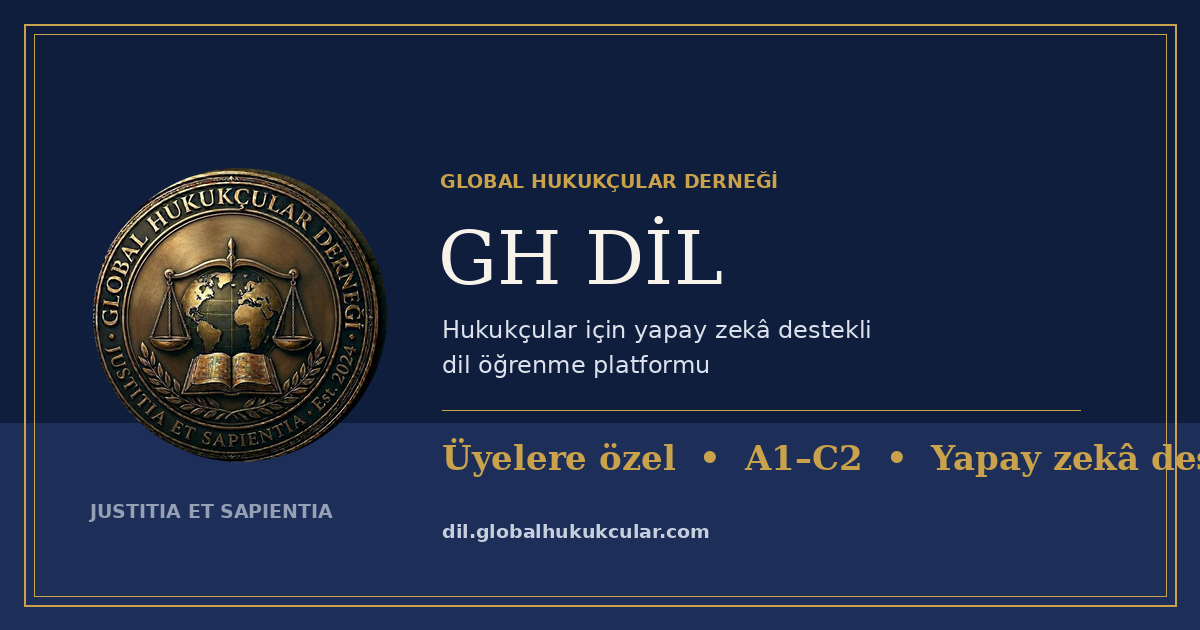 GLOBAL HUKUKÇULAR DERNEĞİ
JUSTITIA ET SAPIENTIA • Est. 2024
GLOBAL HUKUKÇULAR DERNEĞİ
GH DİL
Hukukçular için yapay zekâ destekli
dil öğrenme platformu
Üyelere özel • A1–C2 • Yapay zekâ des
JUSTITIA ET SAPIENTIA
dil.globalhukukcular.com